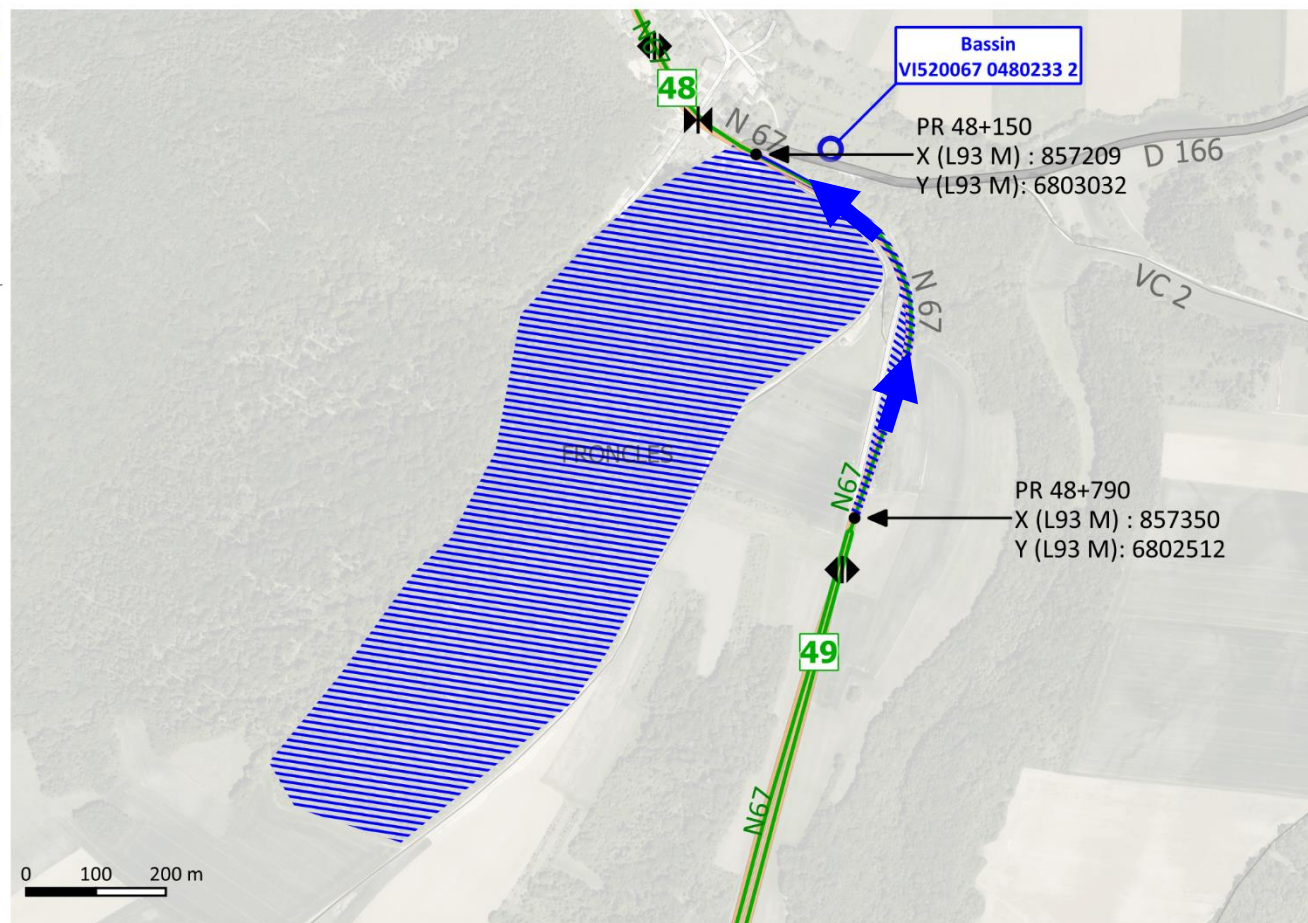 N67
48
Bassin
VI520067 0480233 2
N 67
PR 48+150
X (L93 M) : 857209
Y (L93 M): 6803032
D 166
VC 2
N 67
FRONCLES
N67
PR 48+790
X (L93 M) : 857350
Y (L93 M): 6802512
49
N67
0 100 200 m